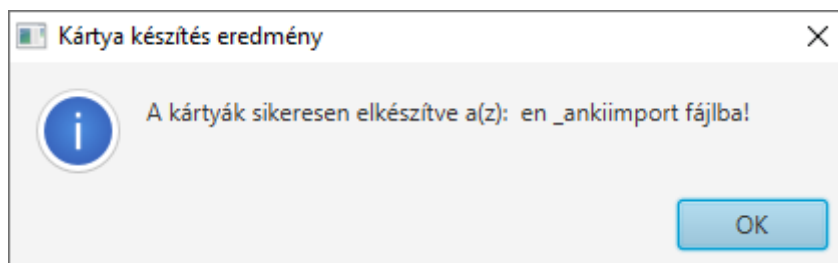 Kártya készítés eredmény
A kártyák sikeresen elkészítve a(z):  en _ankiimport fájlba!
OK